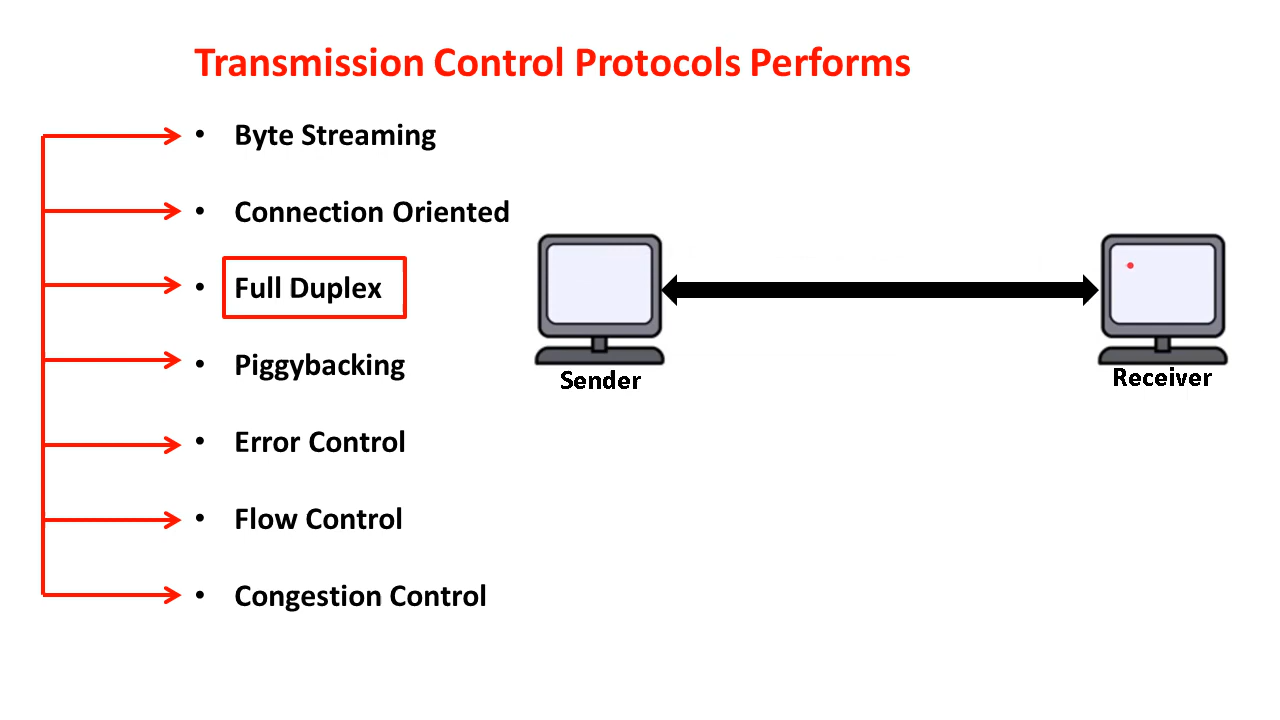 Transmission Control Protocols Performs
• Byte Streaming
• Connection Oriented
• Full Duplex
• Piggybacking
• Error Control
• Flow Control
• Congestion Control
Sender
Receiver